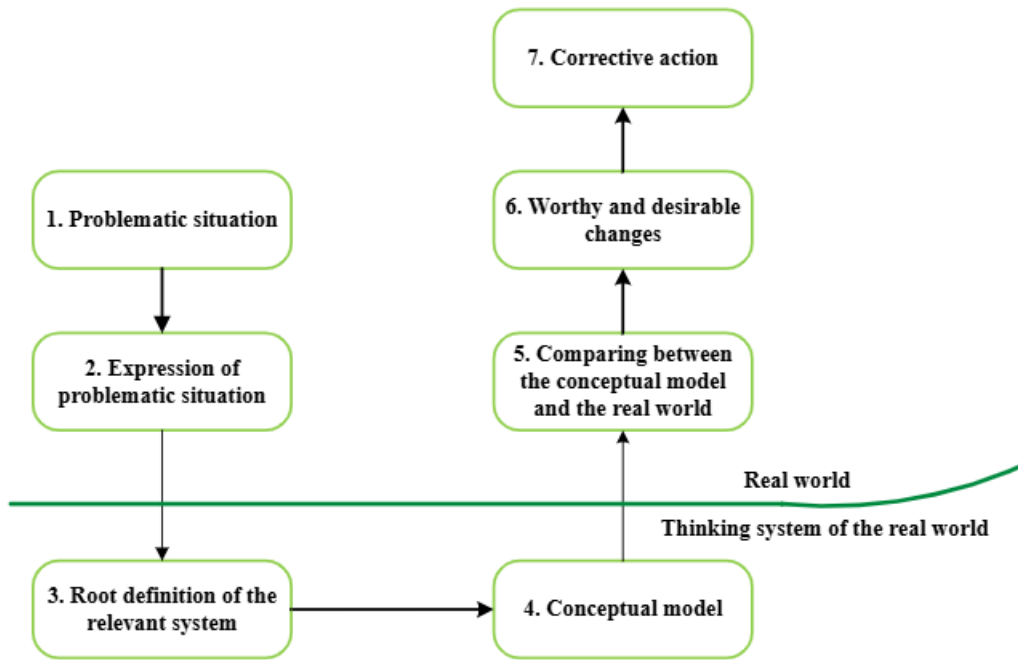 1. Problematic situation
2. Expression of
problematic situation
3. Root definition of the
relevant system
4. Conceptual model
5. Comparing between
the conceptual model
and the real world
6. Worthy and desirable
changes
7. Corrective action
Real world
Thinking system of the real world